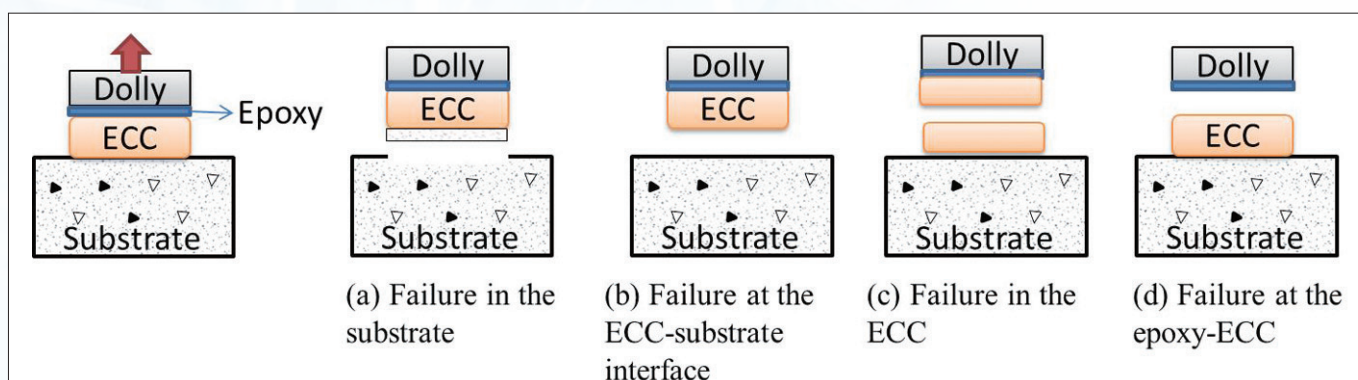 Dolly
Epoxy
ECC
Substrate
Dolly
ECC
Substrate
(a) Failure in the
substrate
Dolly
ECC
Substrate
(b) Failure at the
ECC-substrate
interface
Dolly
Substrate
(c) Failure in the
ECC
Dolly
ECC
Substrate
(d) Failure at the
epoxy-ECC